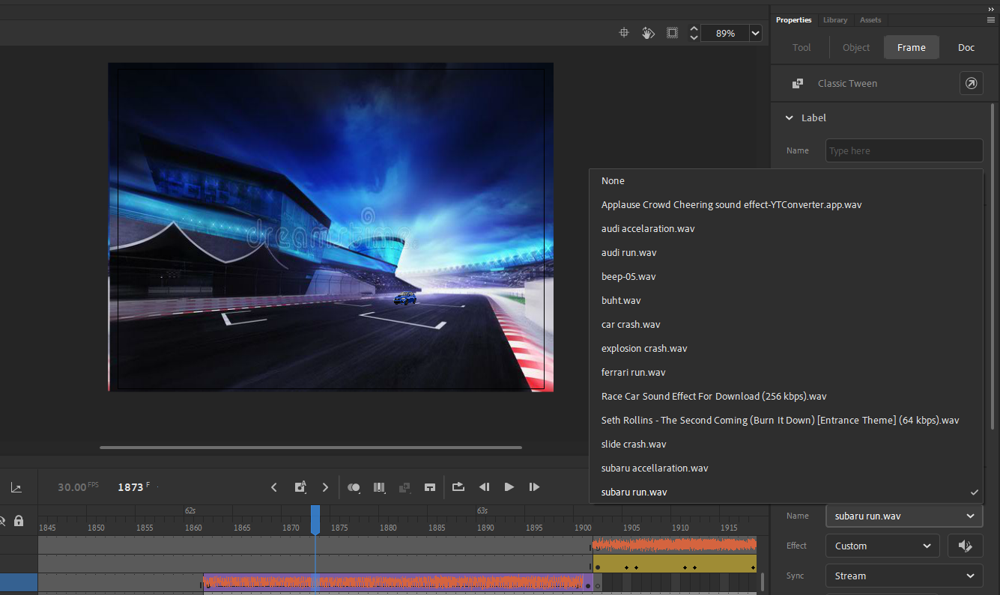 Properties Library Assets
89%
Tool Object Frame Doc
Classic Tween
Label
Name Type here
None
Applause Crowd Cheering sound effect-YTConverter.app.wav
audi accelaration.wav
audi run.wav
beep-05.wav
buht.wav
car crash.wav
explosion crash.wav
ferrari run.wav
Race Car Sound Effect For Download (256 kbps).wav
Seth Rollins - The Second Coming (Burn It Down) [Entrance Theme] (64 kbps).wav
slide crash.wav
subaru accellaration.wav
subaru run.wav
dreamstime
30.00 FPS 1873 F
62s 63s
1845 1850 1855 1860 1865 1870 1875 1880 1885 1890 1895 1900 1905 1910 1915
Name subaru run.wav
Effect Custom
Sync Stream